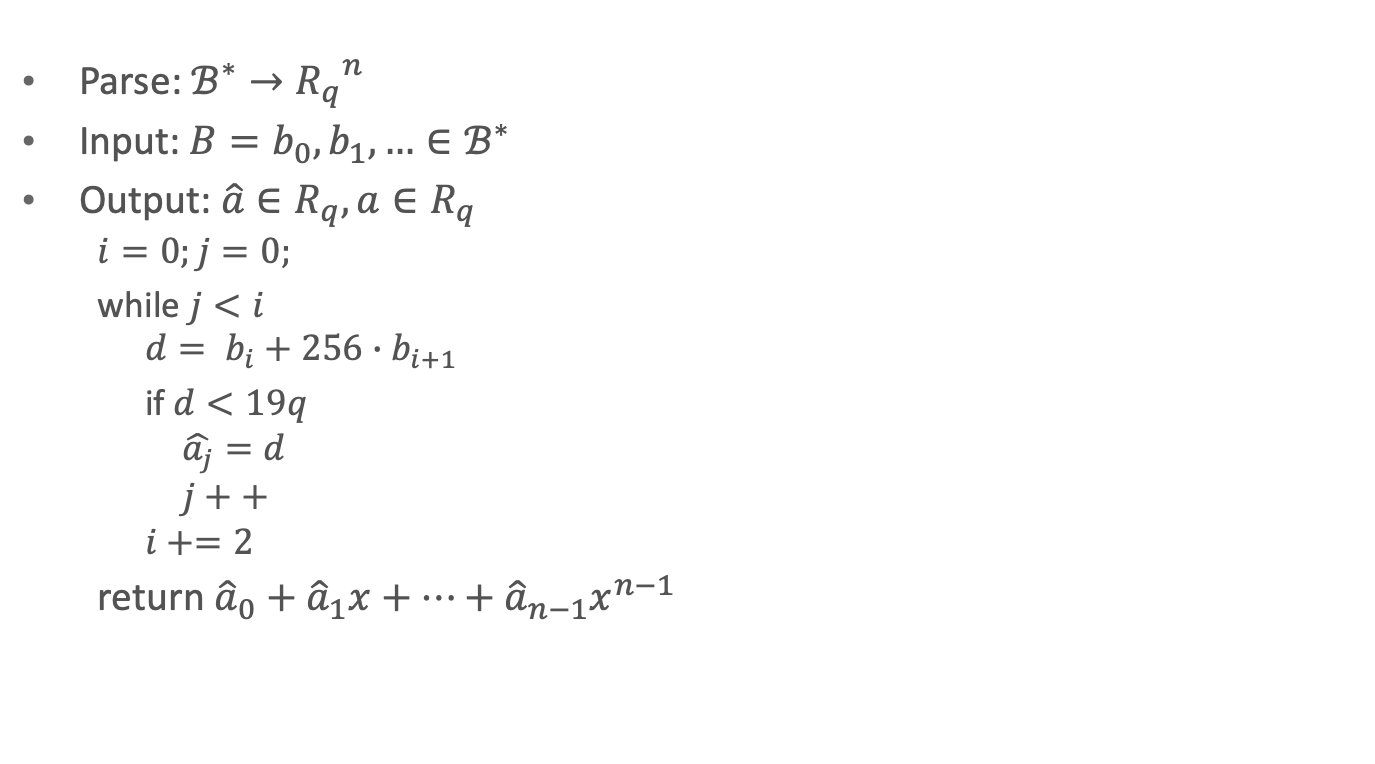 • Parse: ℬ* → R_q^n
• Input: B = b_0, b_1, … ∈ ℬ*
• Output: â ∈ R_q, a ∈ R_q
i = 0; j = 0;
while j < i
d = b_i + 256 · b_{i+1}
if d < 19q
â_j = d
j + +
i += 2
return â_0 + â_1x + ⋯ + â_{n−1}x^{n−1}